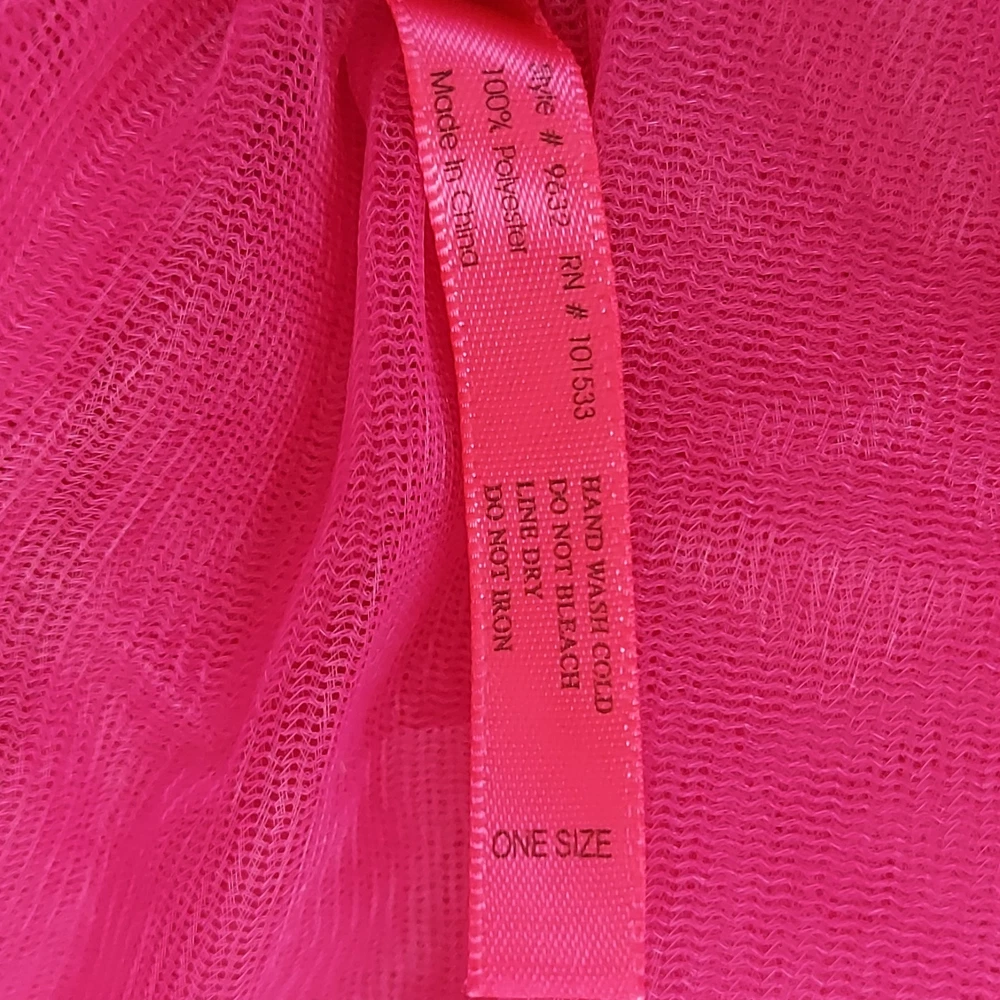 # 9632 RN # 101533
100% Polyester
Made In China
HAND WASH COLD
DO NOT BLEACH
LINE DRY
DO NOT IRON
ONE SIZE